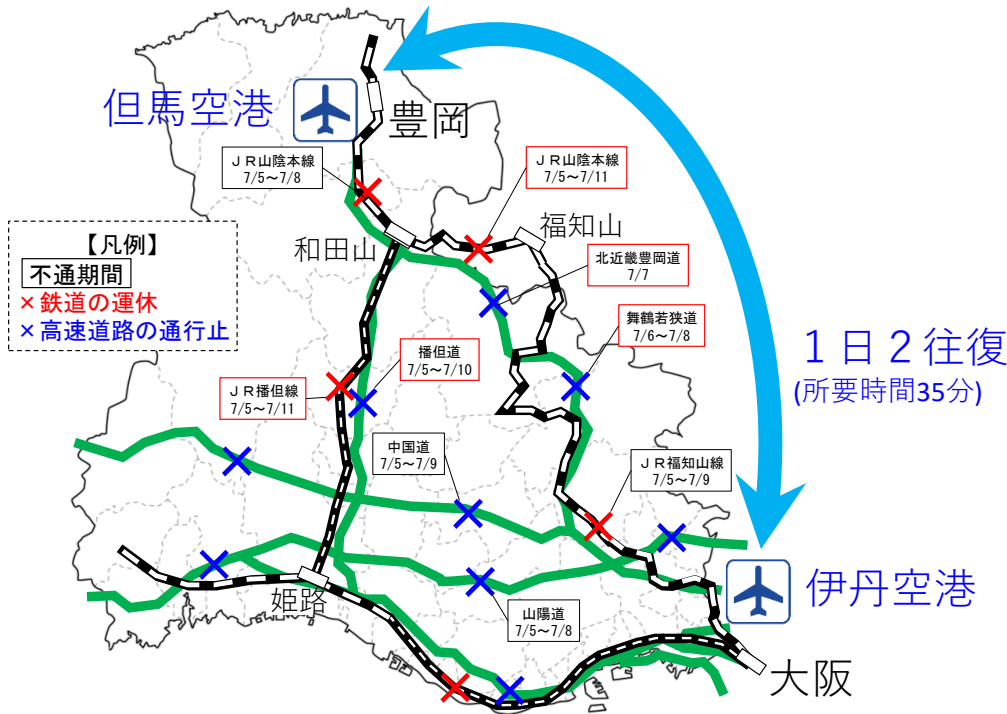 但馬空港
豊岡
ＪＲ山陰本線
7/5～7/8
ＪＲ山陰本線
7/5～7/11
福知山
和田山
【凡例】
不通期間
×鉄道の運休
×高速道路の通行止
北近畿豊岡道
7/7
舞鶴若狭道
7/6～7/8
１日２往復
(所要時間35分)
播但道
7/5～7/10
ＪＲ播但線
7/5～7/11
中国道
7/5～7/9
ＪＲ福知山線
7/5～7/9
伊丹空港
姫路
山陽道
7/5～7/8
大阪